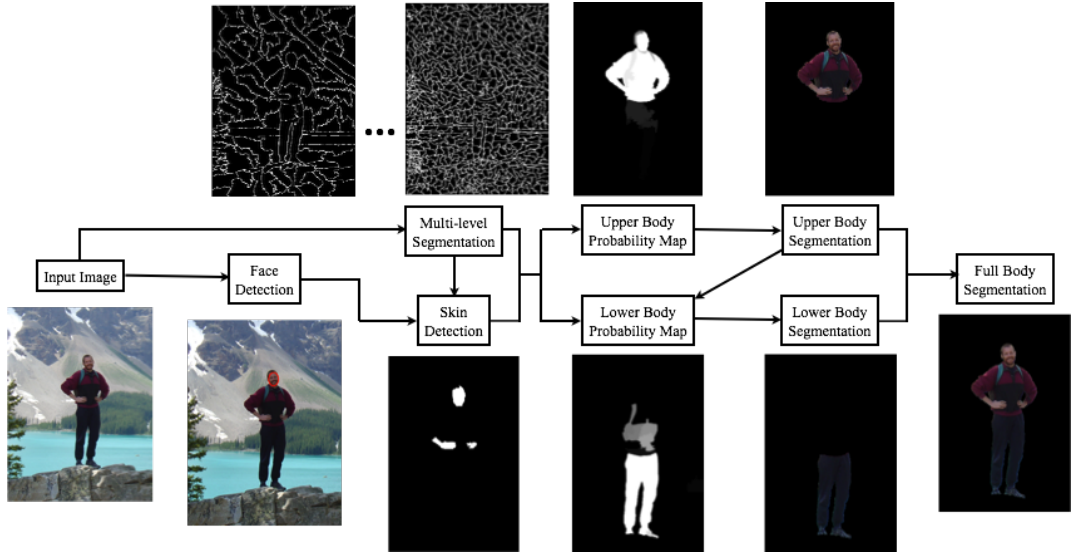 Multi-level
Segmentation
Upper Body
Probability Map
Upper Body
Segmentation
Input Image
Face
Detection
Full Body
Segmentation
Skin
Detection
Lower Body
Probability Map
Lower Body
Segmentation